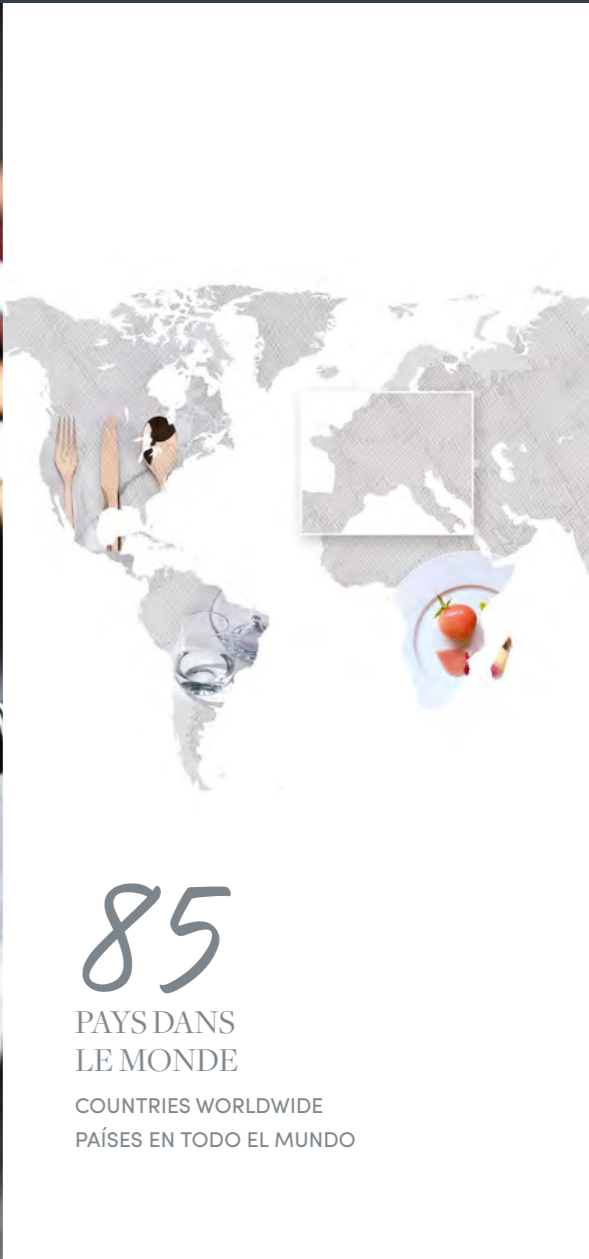 85
PAYS DANS
LE MONDE
COUNTRIES WORLDWIDE
PAÍSES EN TODO EL MUNDO